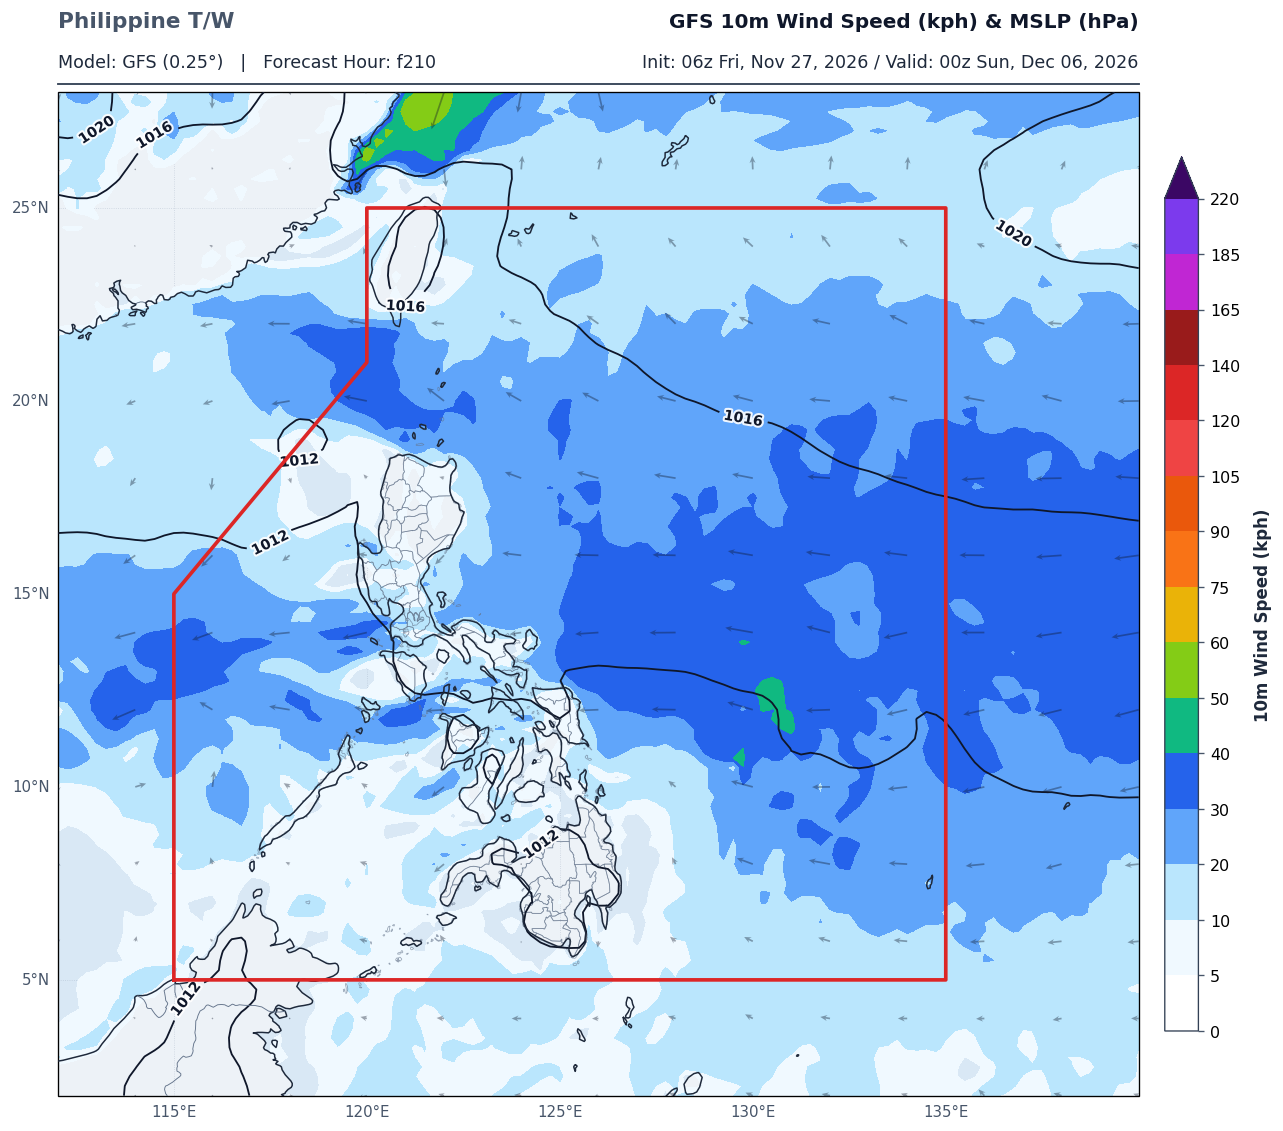 Philippine T/W
GFS 10m Wind Speed (kph) & MSLP (hPa)
Model: GFS (0.25°)   |   Forecast Hour: f210
Init: 06z Fri, Nov 27, 2026 / Valid: 00z Sun, Dec 06, 2026
1020
1016
1020
1016
1016
1012
1012
1012
1012
25°N
20°N
15°N
10°N
5°N
115°E
120°E
125°E
130°E
135°E
220
185
165
140
120
105
90
75
60
50
40
30
20
10
5
0
10m Wind Speed (kph)